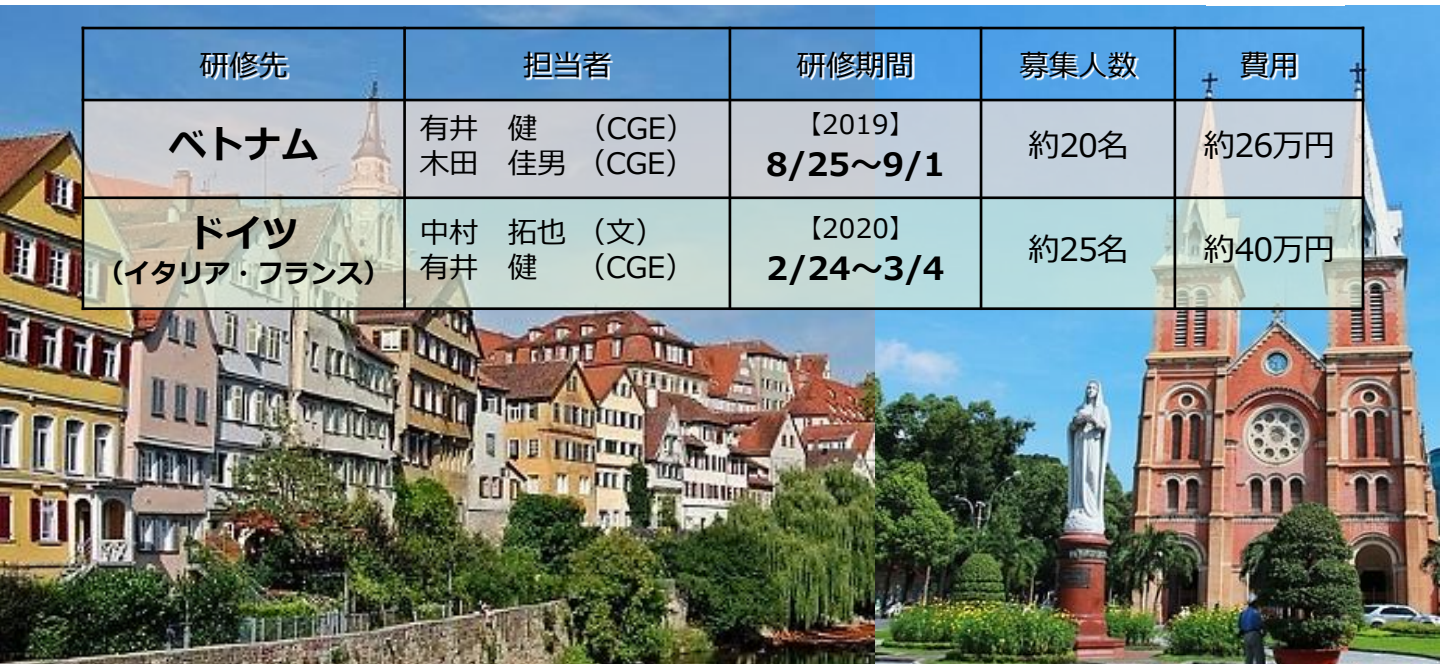 研修先 担当者 研修期間 募集人数 費用
ベトナム
有井 健 （CGE）
木田 佳男 （CGE）
【2019】
8/25～9/1
約20名
約26万円
ドイツ
（イタリア・フランス）
中村 拓也 （文）
有井 健 （CGE）
【2020】
2/24～3/4
約25名
約40万円